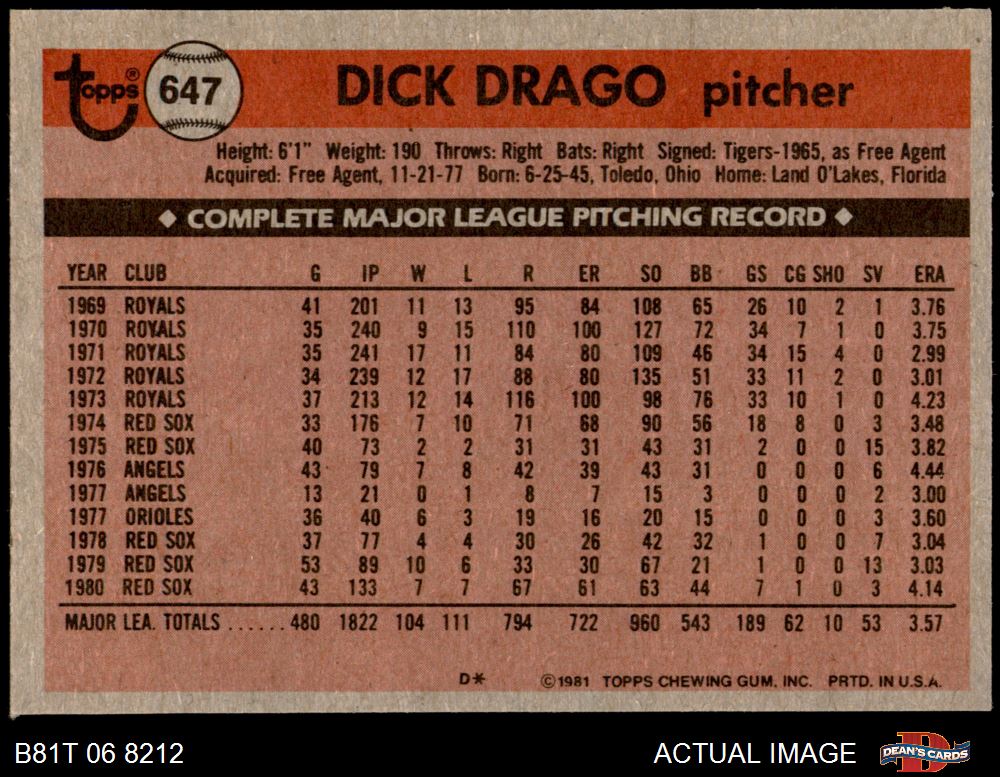 Topps® 647 DICK DRAGO pitcher
Height: 6'1" Weight: 190 Throws: Right Bats: Right Signed: Tigers-1965, as Free Agent
Acquired: Free Agent, 11-21-77 Born: 6-25-45, Toledo, Ohio Home: Land O'Lakes, Florida
◆ COMPLETE MAJOR LEAGUE PITCHING RECORD ◆
YEAR CLUB G IP W L R ER SO BB GS CG SHO SV ERA
1969 ROYALS 41 201 11 13 95 84 108 65 26 10 2 1 3.76
1970 ROYALS 35 240 9 15 110 100 127 72 34 7 1 0 3.75
1971 ROYALS 35 241 17 11 84 80 109 46 34 15 4 0 2.99
1972 ROYALS 34 239 12 17 88 80 135 51 33 11 2 0 3.01
1973 ROYALS 37 213 12 14 116 100 98 76 33 10 1 0 4.23
1974 RED SOX 33 176 7 10 71 68 90 56 18 8 0 3 3.48
1975 RED SOX 40 73 2 2 31 31 43 31 2 0 0 15 3.82
1976 ANGELS 43 79 7 8 42 39 43 31 0 0 0 6 4.44
1977 ANGELS 13 21 0 1 8 7 15 3 0 0 0 2 3.00
1977 ORIOLES 36 40 6 3 19 16 20 15 0 0 0 3 3.60
1978 RED SOX 37 77 4 4 30 26 42 32 1 0 0 7 3.04
1979 RED SOX 53 89 10 6 33 30 67 21 1 0 0 13 3.03
1980 RED SOX 43 133 7 7 67 61 63 44 7 1 0 3 4.14
MAJOR LEA. TOTALS ...... 480 1822 104 111 794 722 960 543 189 62 10 53 3.57
D* ©1981 TOPPS CHEWING GUM, INC. PRTD. IN U.S.A.
B81T 06 8212 ACTUAL IMAGE D DEAN'S CARDS